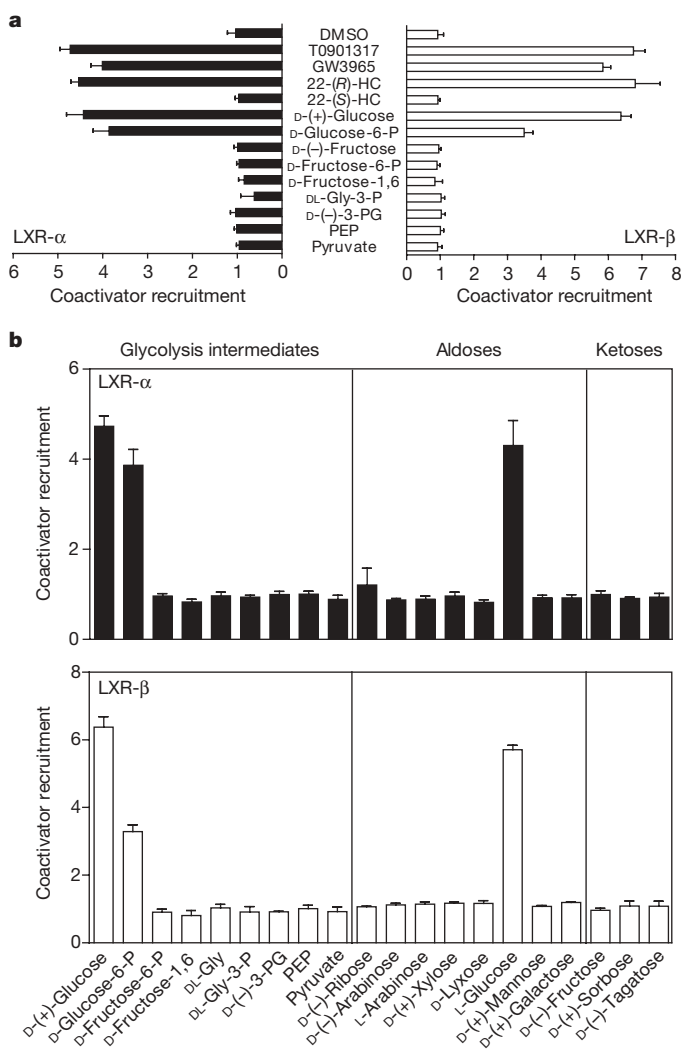 a
DMSO
T0901317
GW3965
22-(R)-HC
22-(S)-HC
D-(+)-Glucose
D-Glucose-6-P
D-(–)-Fructose
D-Fructose-6-P
D-Fructose-1,6
DL-Gly-3-P
D-(–)-3-PG
PEP
Pyruvate
LXR-α
LXR-β
6 5 4 3 2 1 0
0 1 2 3 4 5 6 7 8
Coactivator recruitment
Coactivator recruitment
b
Glycolysis intermediates Aldoses Ketoses
LXR-α
Coactivator recruitment
6
4
2
0
LXR-β
Coactivator recruitment
8
6
4
2
0
D-(+)-Glucose
D-Glucose-6-P
D-Fructose-6-P
D-Fructose-1,6
DL-Gly
DL-Gly-3-P
D-(–)-3-PG
PEP
Pyruvate
D-(–)-Ribose
D-(–)-Arabinose
L-Arabinose
D-(+)-Xylose
D-Lyxose
L-Glucose
D-(+)-Mannose
D-(+)-Galactose
D-(–)-Fructose
D-(+)-Sorbose
D-(–)-Tagatose